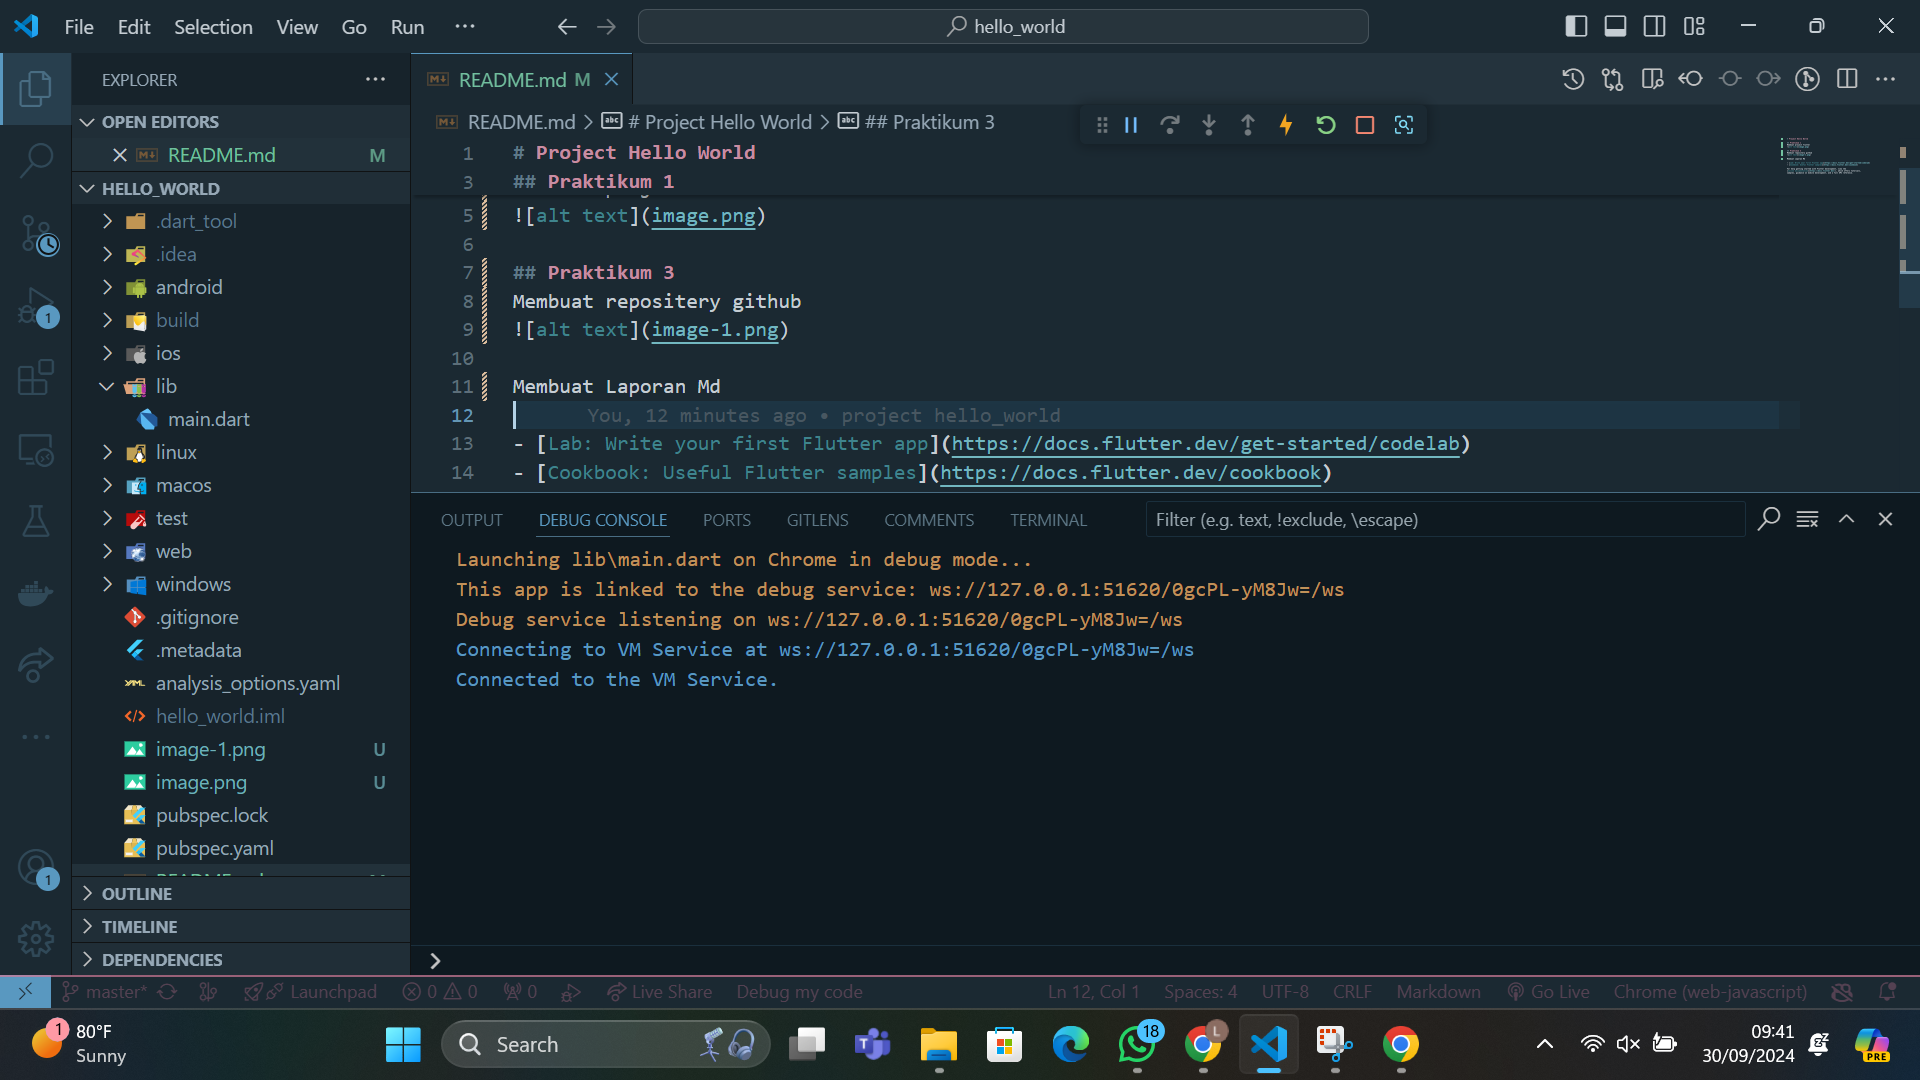 File Edit Selection View Go Run ··· hello_world
EXPLORER
README.md M
OPEN EDITORS
README.md > # Project Hello World > ## Praktikum 3
README.md M
HELLO_WORLD
.dart_tool
.idea
android
build
ios
lib
main.dart
linux
macos
test
web
windows
.gitignore
.metadata
analysis_options.yaml
hello_world.iml
image-1.png U
image.png U
pubspec.lock
pubspec.yaml
OUTLINE
TIMELINE
DEPENDENCIES
1 # Project Hello World
3 ## Praktikum 1
5 ![alt text](image.png)
6
7 ## Praktikum 3
8 Membuat repositery github
9 ![alt text](image-1.png)
10
11 Membuat Laporan Md
12 You, 12 minutes ago • project hello_world
13 - [Lab: Write your first Flutter app](https://docs.flutter.dev/get-started/codelab)
14 - [Cookbook: Useful Flutter samples](https://docs.flutter.dev/cookbook)
OUTPUT DEBUG CONSOLE PORTS GITLENS COMMENTS TERMINAL Filter (e.g. text, !exclude, \escape)
Launching lib\main.dart on Chrome in debug mode...
This app is linked to the debug service: ws://127.0.0.1:51620/0gcPL-yM8Jw=/ws
Debug service listening on ws://127.0.0.1:51620/0gcPL-yM8Jw=/ws
Connecting to VM Service at ws://127.0.0.1:51620/0gcPL-yM8Jw=/ws
Connected to the VM Service.
1
1
master* Launchpad 0 0 0 Live Share Debug my code Ln 12, Col 1 Spaces: 4 UTF-8 CRLF Markdown Go Live Chrome (web-javascript)
1 80°F
Sunny
Search
18
L
09:41
30/09/2024
PRE